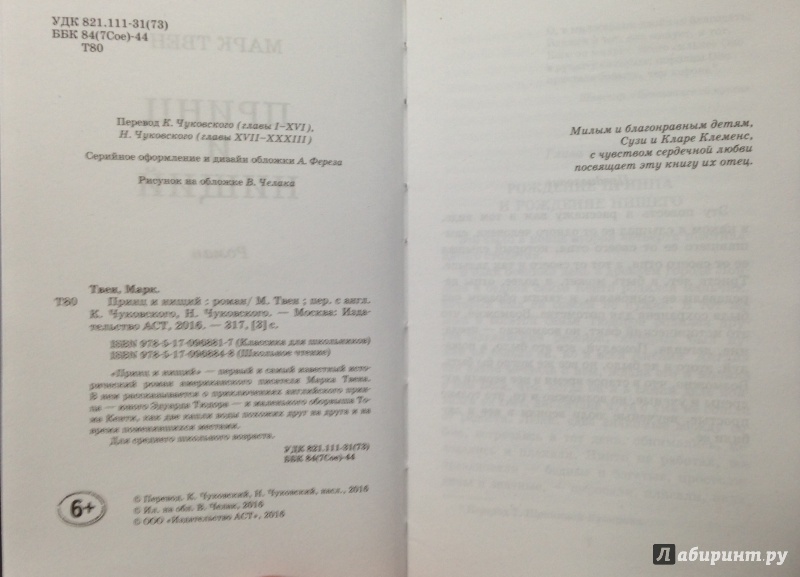 УДК 821.111-31(73)
ББК 84(7Сое)-44
Т80
Перевод К. Чуковского (главы I–XVI),
Н. Чуковского (главы XVII–XXXIII)
Серийное оформление и дизайн обложки А. Фереза
Рисунок на обложке В. Челака
Твен, Марк.
Т80 Принц и нищий : роман/ М. Твен ; пер. с англ.
К. Чуковского, Н. Чуковского. — Москва: Изда-
тельство АСТ, 2016. — 317, [3] с.
ISBN 978-5-17-096881-7 (Классика для школьников)
ISBN 978-5-17-096884-8 (Школьное чтение)
«Принц и нищий» — первый и самый известный исто-
рический роман американского писателя Марка Твена.
В нем рассказывается о приключениях английского прин-
ца — юного Эдуарда Тюдора — и маленького оборвыша То-
ма Кенти, как две капли воды похожих друг на друга и на
время поменявшихся местами.
Для среднего школьного возраста.
УДК 821.111-31(73)
ББК 84(7Сое)-44
6+
© Перевод. К. Чуковский, Н. Чуковский, насл., 2016
© Ил. на обл. В. Челак, 2016
© ООО «Издательство АСТ», 2016
Милым и благонравным детям,
Сузи и Кларе Клеменс,
с чувством сердечной любви
посвящает эту книгу их отец.
Лабиринт.ру